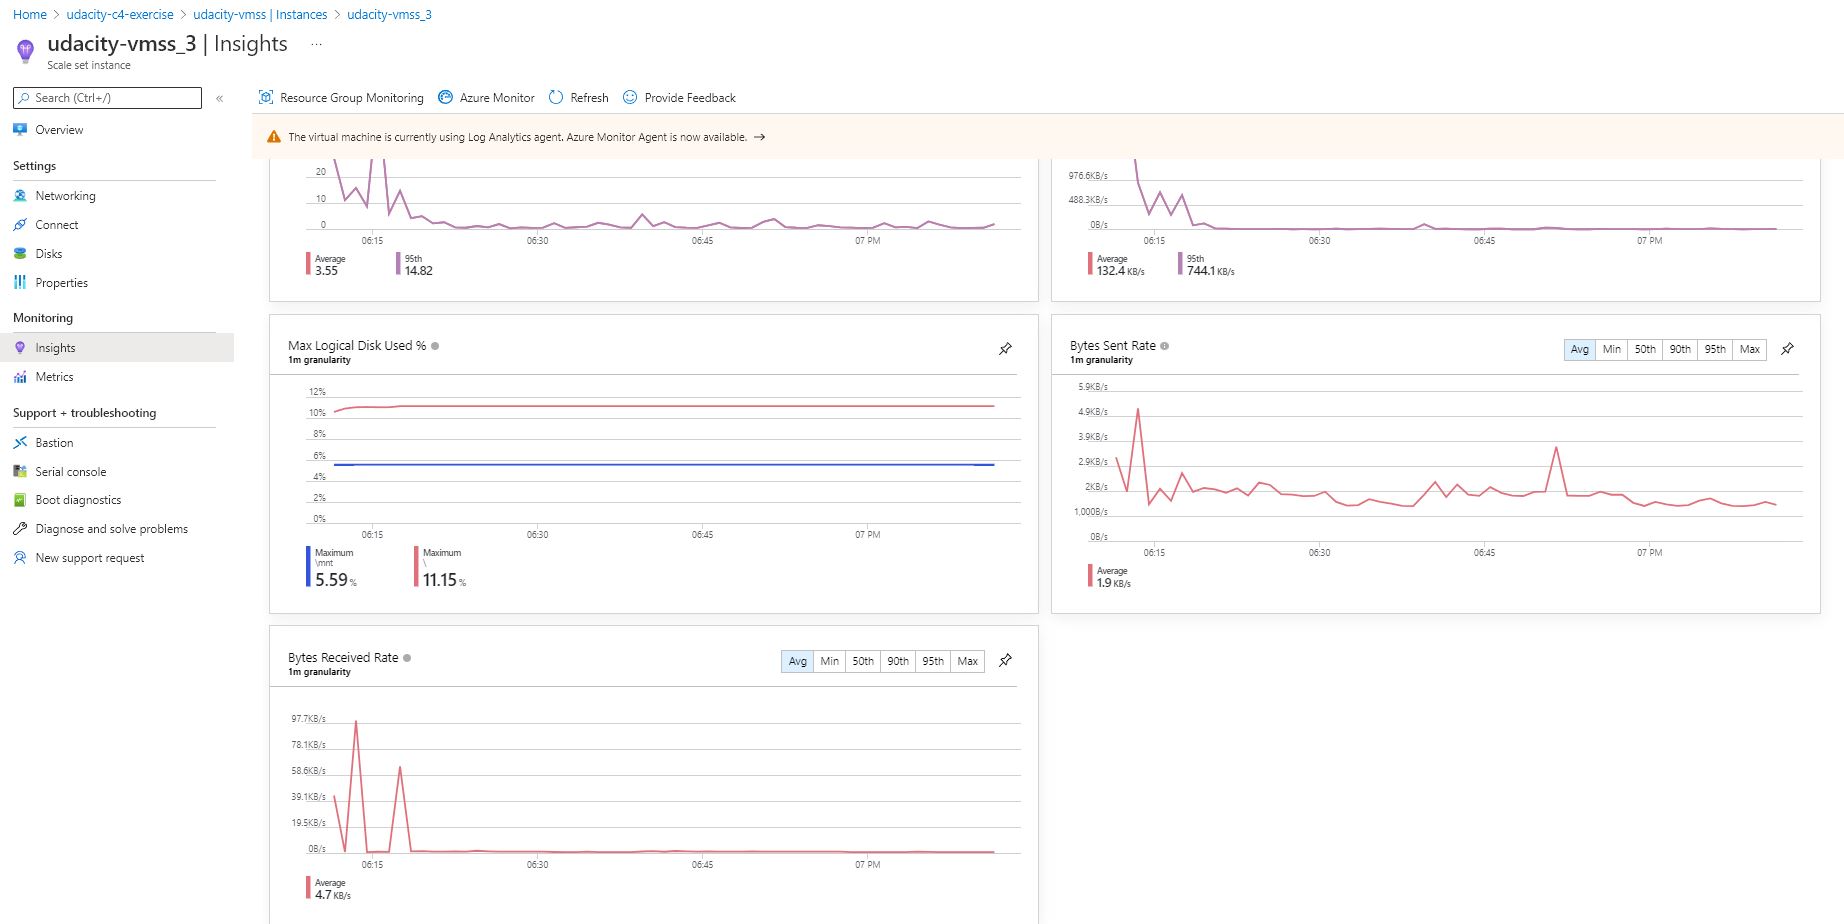 Home > udacity-c4-exercise > udacity-vmss | Instances > udacity-vmss_3
udacity-vmss_3 | Insights ...
Scale set instance
Search (Ctrl+/) «
Overview
Settings
Networking
Connect
Disks
Properties
Monitoring
Insights
Metrics
Support + troubleshooting
Bastion
Serial console
Boot diagnostics
Diagnose and solve problems
New support request
Resource Group Monitoring Azure Monitor Refresh Provide Feedback
The virtual machine is currently using Log Analytics agent. Azure Monitor Agent is now available. →
20
10
0
06:15 06:30 06:45 07 PM
Average 95th
3.55 14.82
976.6KB/s
488.3KB/s
0B/s
06:15 06:30 06:45 07 PM
Average 95th
132.4 KB/s 744.1 KB/s
Max Logical Disk Used %
1m granularity
12%
10%
8%
6%
4%
2%
0%
06:15 06:30 06:45 07 PM
Maximum Maximum
\mnt \
5.59 % 11.15 %
Bytes Sent Rate Avg Min 50th 90th 95th Max
1m granularity
5.9KB/s
4.9KB/s
3.9KB/s
2.9KB/s
2KB/s
1,000B/s
0B/s
06:15 06:30 06:45 07 PM
Average
1.9 KB/s
Bytes Received Rate Avg Min 50th 90th 95th Max
1m granularity
97.7KB/s
78.1KB/s
58.6KB/s
39.1KB/s
19.5KB/s
0B/s
06:15 06:30 06:45 07 PM
Average
4.7 KB/s